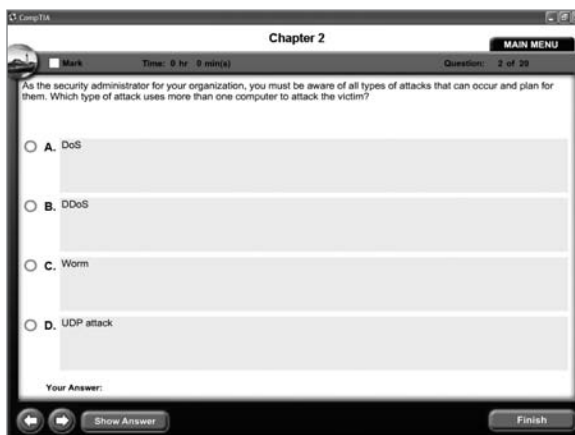 CompTIA
Chapter 2
MAIN MENU
Mark Time: 0 hr 0 min(s) Question: 2 of 20
As the security administrator for your organization, you must be aware of all types of attacks that can occur and plan for
them. Which type of attack uses more than one computer to attack the victim?
A. DoS
B. DDoS
C. Worm
D. UDP attack
Your Answer:
Show Answer Finish